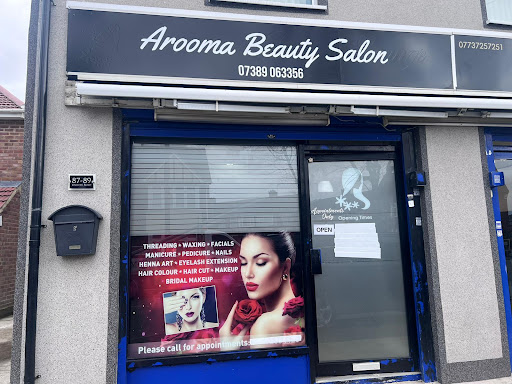 Arooma Beauty Salon
07389 063356
07737257251
87-89
THREADING • WAXING • FACIALS
MANICURE • PEDICURE • NAILS
HENNA ART • EYELASH EXTENSION
HAIR COLOUR • HAIR CUT • MAKEUP
BRIDAL MAKEUP
Please call for appointments:
Appointments
Only
Opening Times
OPEN